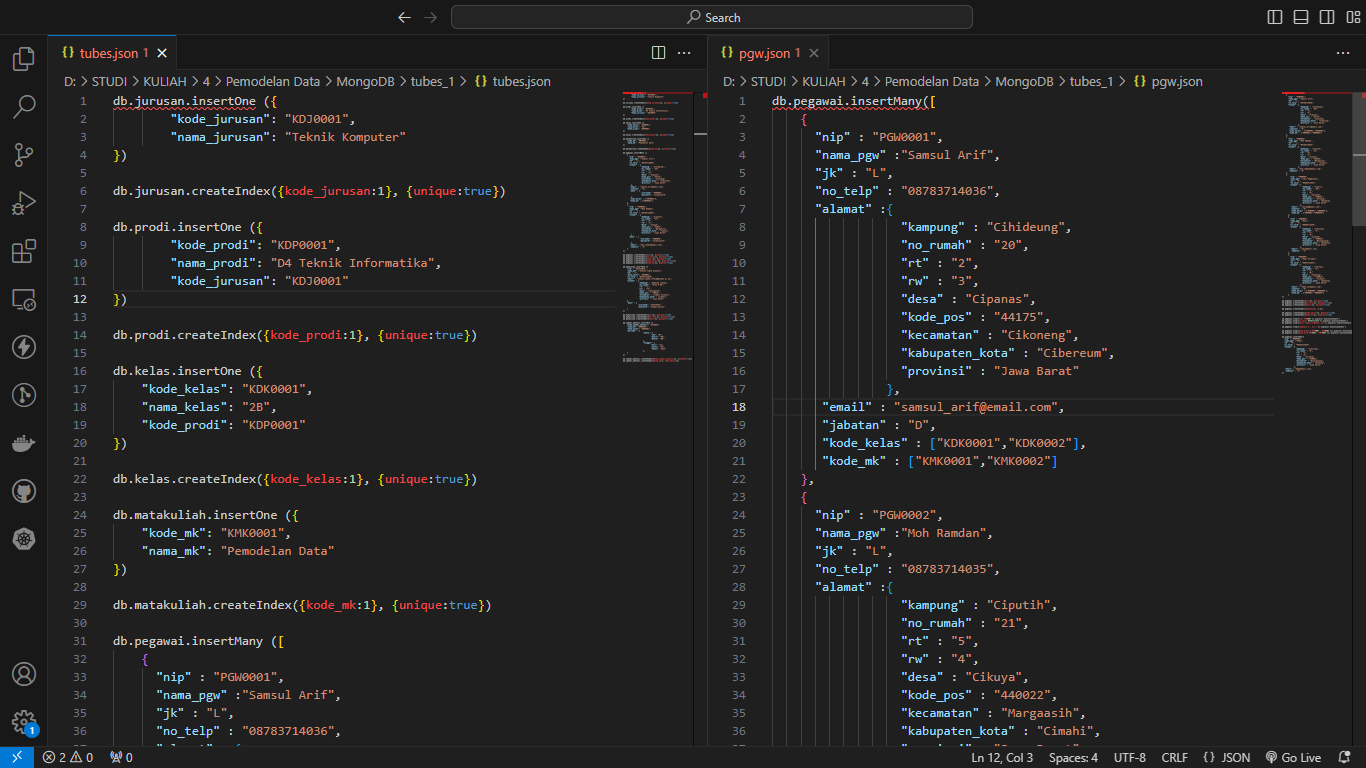 Search
tubes.json 1
D: > STUDI > KULIAH > 4 > Pemodelan Data > MongoDB > tubes_1 > {} tubes.json
1 db.jurusan.insertOne ({
2 "kode_jurusan": "KDJ0001",
3 "nama_jurusan": "Teknik Komputer"
4 })
5
6 db.jurusan.createIndex({kode_jurusan:1}, {unique:true})
7
8 db.prodi.insertOne ({
9 "kode_prodi": "KDP0001",
10 "nama_prodi": "D4 Teknik Informatika",
11 "kode_jurusan": "KDJ0001"
12 })
13
14 db.prodi.createIndex({kode_prodi:1}, {unique:true})
15
16 db.kelas.insertOne ({
17 "kode_kelas": "KDK0001",
18 "nama_kelas": "2B",
19 "kode_prodi": "KDP0001"
20 })
21
22 db.kelas.createIndex({kode_kelas:1}, {unique:true})
23
24 db.matakuliah.insertOne ({
25 "kode_mk": "KMK0001",
26 "nama_mk": "Pemodelan Data"
27 })
28
29 db.matakuliah.createIndex({kode_mk:1}, {unique:true})
30
31 db.pegawai.insertMany ([
32 {
33 "nip" : "PGW0001",
34 "nama_pgw" :"Samsul Arif",
35 "jk" : "L",
36 "no_telp" : "08783714036",
pgw.json 1
D: > STUDI > KULIAH > 4 > Pemodelan Data > MongoDB > tubes_1 > {} pgw.json
1 db.pegawai.insertMany([
2 {
3 "nip" : "PGW0001",
4 "nama_pgw" :"Samsul Arif",
5 "jk" : "L",
6 "no_telp" : "08783714036",
7 "alamat" :{
8 "kampung" : "Cihideung",
9 "no_rumah" : "20",
10 "rt" : "2",
11 "rw" : "3",
12 "desa" : "Cipanas",
13 "kode_pos" : "44175",
14 "kecamatan" : "Cikoneng",
15 "kabupaten_kota" : "Cibereum",
16 "provinsi" : "Jawa Barat"
17 },
18 "email" : "samsul_arif@email.com",
19 "jabatan" : "D",
20 "kode_kelas" : ["KDK0001","KDK0002"],
21 "kode_mk" : ["KMK0001","KMK0002"]
22 },
23 {
24 "nip" : "PGW0002",
25 "nama_pgw" :"Moh Ramdan",
26 "jk" : "L",
27 "no_telp" : "08783714035",
28 "alamat" :{
29 "kampung" : "Ciputih",
30 "no_rumah" : "21",
31 "rt" : "5",
32 "rw" : "4",
33 "desa" : "Cikuya",
34 "kode_pos" : "440022",
35 "kecamatan" : "Margaasih",
36 "kabupaten_kota" : "Cimahi",
1
2 0 0
Ln 12, Col 3 Spaces: 4 UTF-8 CRLF {} JSON Go Live